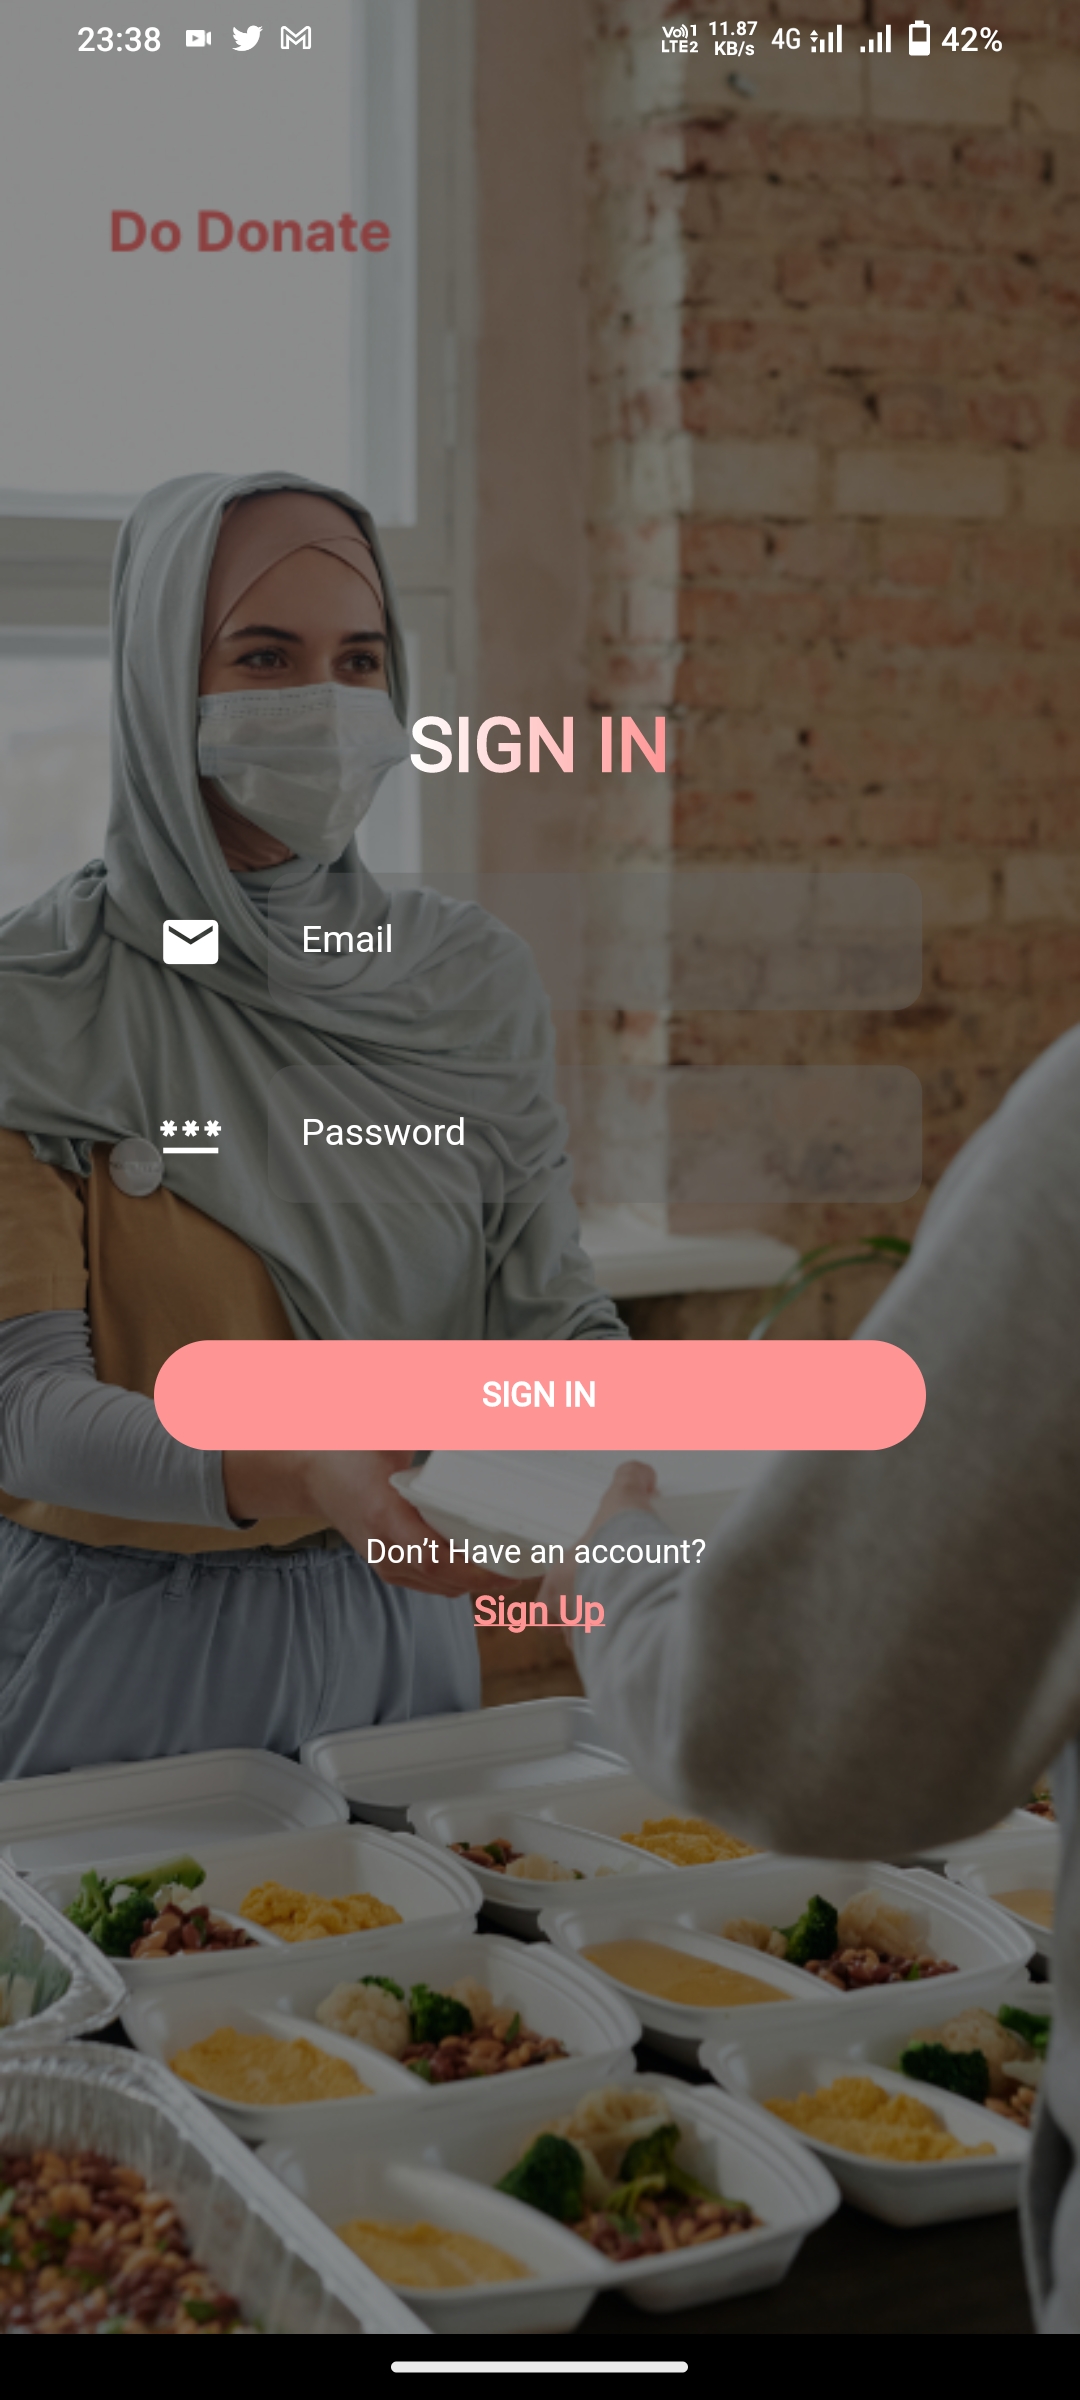 23:38 Vo) 1 LTE2 11.87 KB/s 4G 42%
Do Donate
SIGN IN
Email
*** Password
SIGN IN
Don’t Have an account?
Sign Up